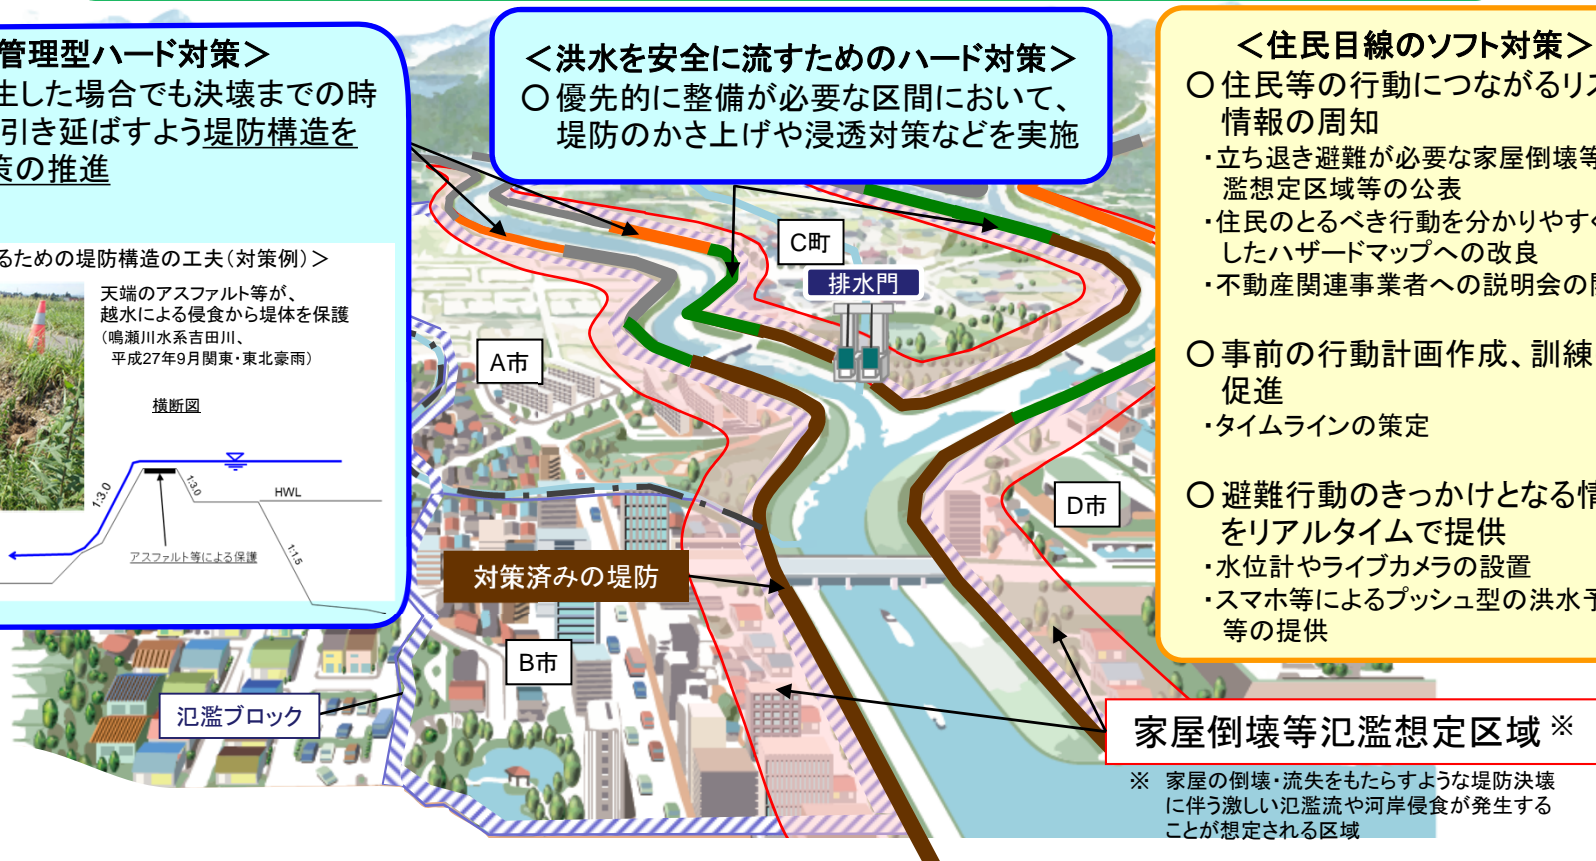 管理型ハード対策＞
生した場合でも決壊までの時
引き延ばすよう堤防構造を
策の推進
るための堤防構造の工夫（対策例）＞
天端のアスファルト等が、
越水による侵食から堤体を保護
（鳴瀬川水系吉田川、
平成27年9月関東・東北豪雨）
横断図
1:3.0
1:3.0
HWL
1:1.5
アスファルト等による保護
＜洪水を安全に流すためのハード対策＞
○優先的に整備が必要な区間において、
堤防のかさ上げや浸透対策などを実施
C町
排水門
A市
D市
対策済みの堤防
B市
氾濫ブロック
＜住民目線のソフト対策＞
○住民等の行動につながるリス
情報の周知
・立ち退き避難が必要な家屋倒壊等
濫想定区域等の公表
・住民のとるべき行動を分かりやすく
したハザードマップへの改良
・不動産関連事業者への説明会の開
○事前の行動計画作成、訓練
促進
・タイムラインの策定
○避難行動のきっかけとなる情
をリアルタイムで提供
・水位計やライブカメラの設置
・スマホ等によるプッシュ型の洪水予
等の提供
家屋倒壊等氾濫想定区域※
※ 家屋の倒壊・流失をもたらすような堤防決壊
に伴う激しい氾濫流や河岸侵食が発生する
ことが想定される区域